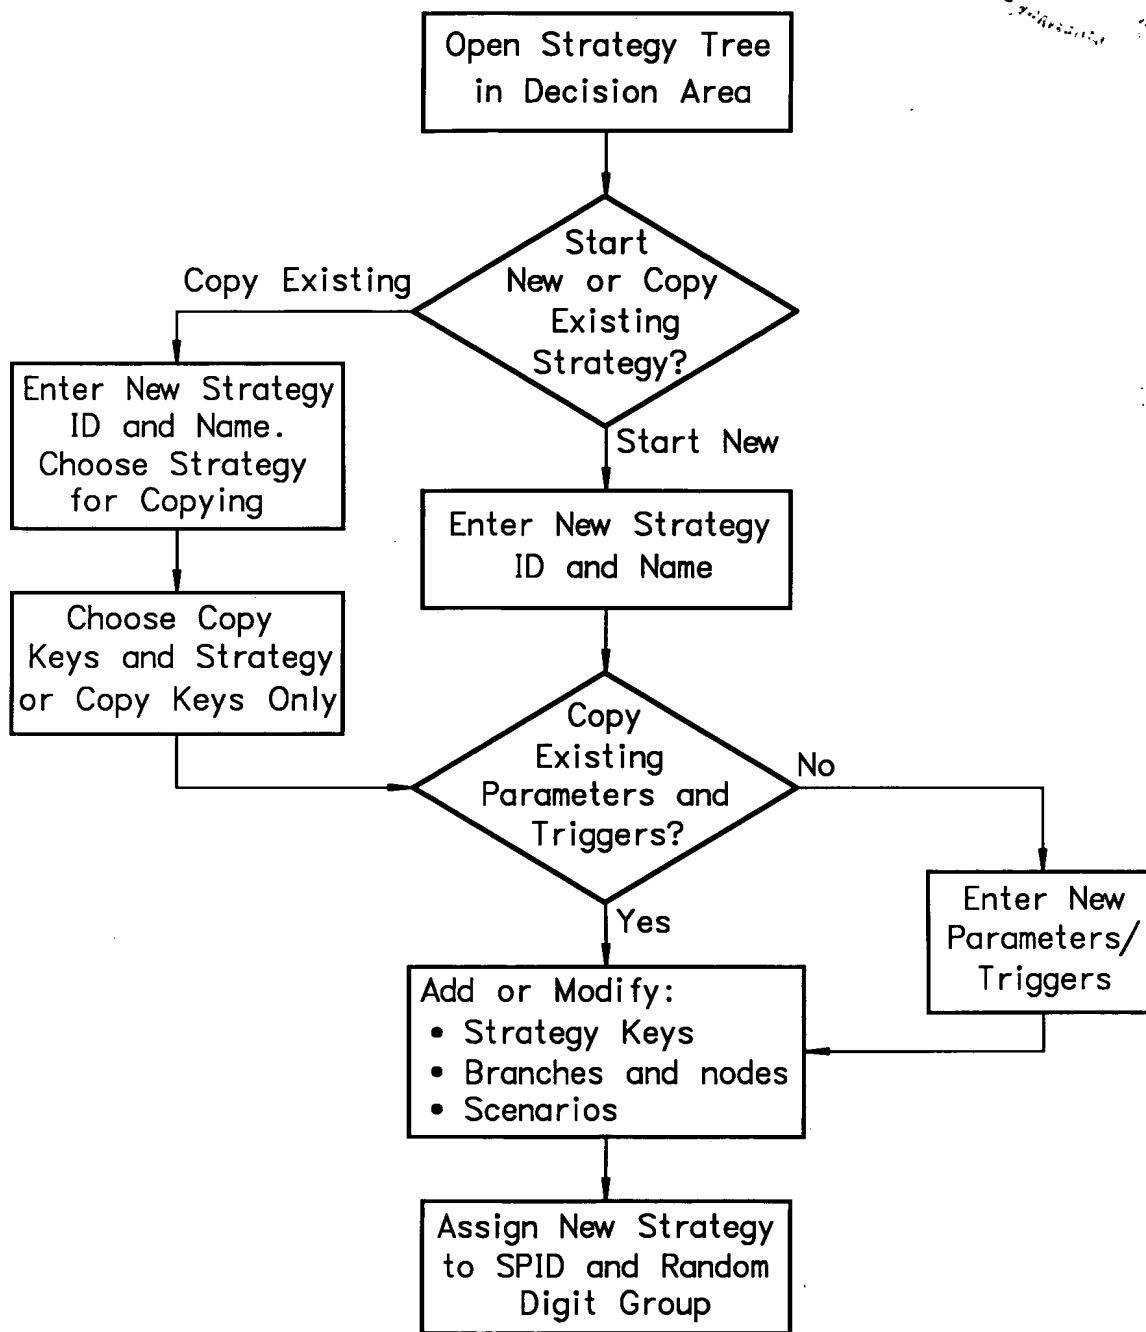 Open Strategy Tree
in Decision Area
Start
New or Copy
Existing
Strategy?
Copy Existing
Enter New Strategy
ID and Name.
Choose Strategy
for Copying
Start New
Enter New Strategy
ID and Name
Choose Copy
Keys and Strategy
or Copy Keys Only
Copy
Existing
Parameters and
Triggers?
No
Yes
Enter New
Parameters/
Triggers
Add or Modify:
• Strategy Keys
• Branches and nodes
• Scenarios
Assign New Strategy
to SPID and Random
Digit Group